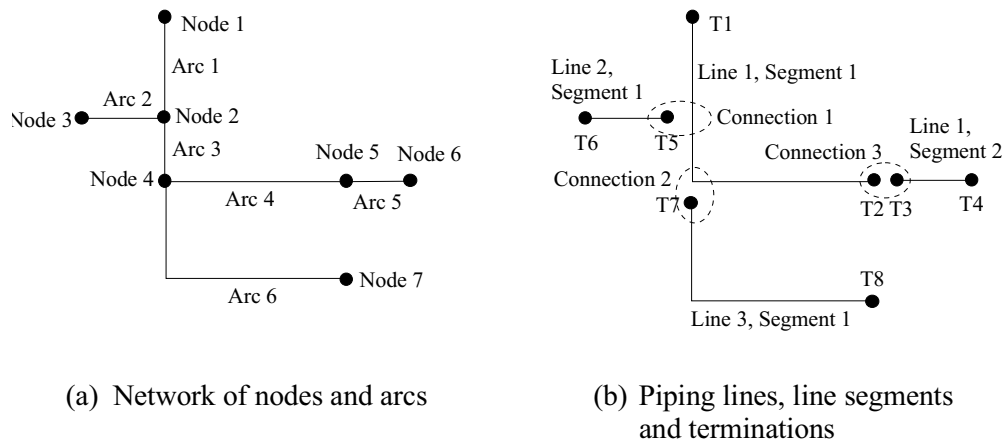 Node 1
Arc 1
Arc 2
Node 3
Node 2
Arc 3
Node 5
Node 6
Node 4
Arc 4
Arc 5
Node 7
Arc 6
(a) Network of nodes and arcs
T1
Line 2,
Segment 1
Line 1, Segment 1
Connection 1
T6
T5
Line 1,
Segment 2
Connection 3
Connection 2
T7
T2
T3
T4
T8
Line 3, Segment 1
(b) Piping lines, line segments
and terminations